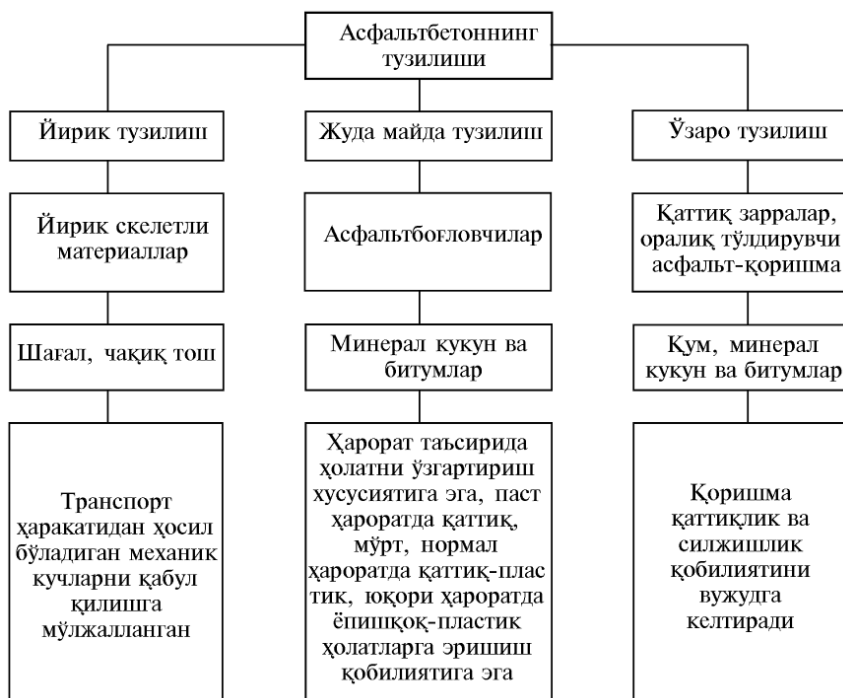 Асфальтбетоннинг
тузилиши
Йирик тузилиш
Жуда майда тузилиш
Ўзаро тузилиш
Йирик скелетли
материаллар
Асфальтбоғловчилар
Қаттиқ зарралар,
оралиқ тўлдирувчи
асфальт-қоришма
Шағал, чақиқ тош
Минерал кукун ва
битумлар
Қум, минерал
кукун ва битумлар
Транспорт
ҳаракатидан ҳосил
бўладиган механик
кучларни қабул
қилишга
мўлжалланган
Ҳарорат таъсирида
ҳолатни ўзгартириш
хусусиятига эга, паст
ҳароратда қаттиқ,
мўрт, нормал
ҳароратда қаттиқ-плас
тик, юқори ҳароратда
ёпишқоқ-пластик
ҳолатларга эришиш
қобилиятига эга
Қоришма
қаттиқлик ва
силжишлик
қобилиятини
вужудга
келтиради